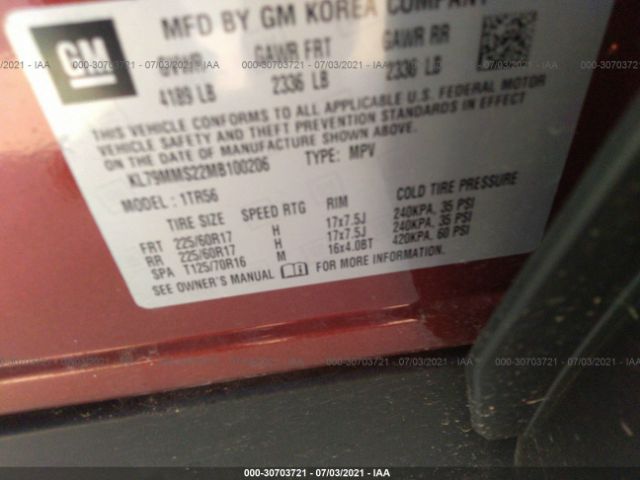 MFD BY GM KOREA COMPANY
GM
GVWR GAWR FRT GAWR RR
4189 LB 2336 LB 2336 LB
THIS VEHICLE CONFORMS TO ALL APPLICABLE U.S. FEDERAL MOTOR
VEHICLE SAFETY AND THEFT PREVENTION STANDARDS IN EFFECT
ON THE DATE OF MANUFACTURE SHOWN ABOVE.
KL79MMS22MB100206 TYPE: MPV
MODEL: 1TR56
TIRE SIZE SPEED RTG RIM COLD TIRE PRESSURE
FRT 225/60R17 H 17x7.5J 240KPA, 35 PSI
RR 225/60R17 H 17x7.5J 240KPA, 35 PSI
SPA T125/70R16 M 16x4.0BT 420KPA, 60 PSI
SEE OWNER'S MANUAL FOR MORE INFORMATION.
000-30703721 - 07/03/2021 - IAA